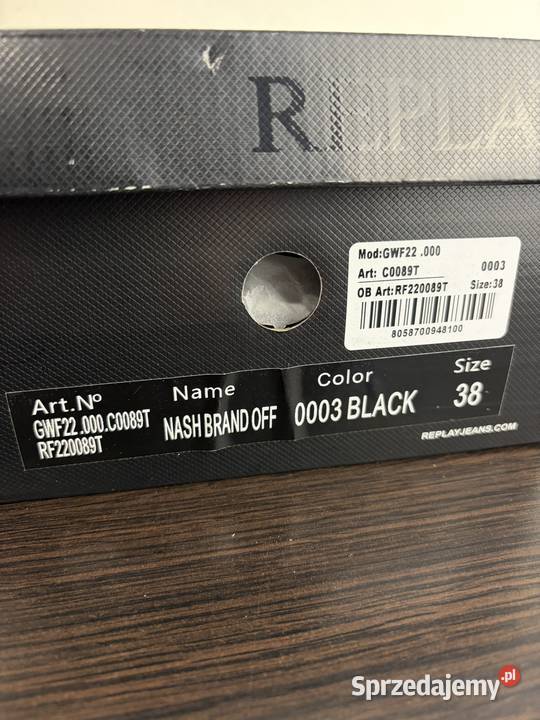 REPLA
Mod:GWF22 .000
Art: C0089T 0003
OB Art:RF220089T Size:38
8058700948100
Art.Nº Name Color Size
GWF22 .000.C0089T NASH BRAND OFF 0003 BLACK 38
RF220089T
REPLAYJEANS.COM
Sprzedajemy.pl